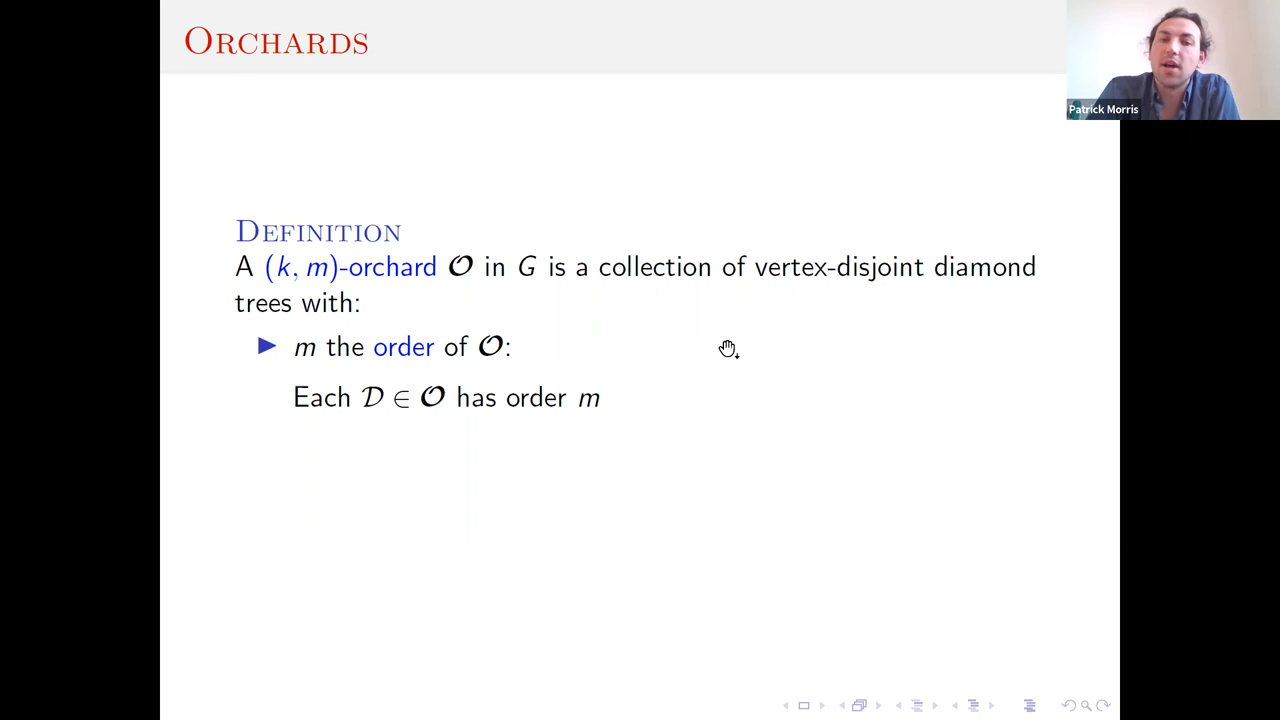 Orchards
Patrick Morris
Definition
A (k, m)-orchard 𝒪 in G is a collection of vertex-disjoint diamond
trees with:
▶ m the order of 𝒪:
Each 𝒟 ∈ 𝒪 has order m